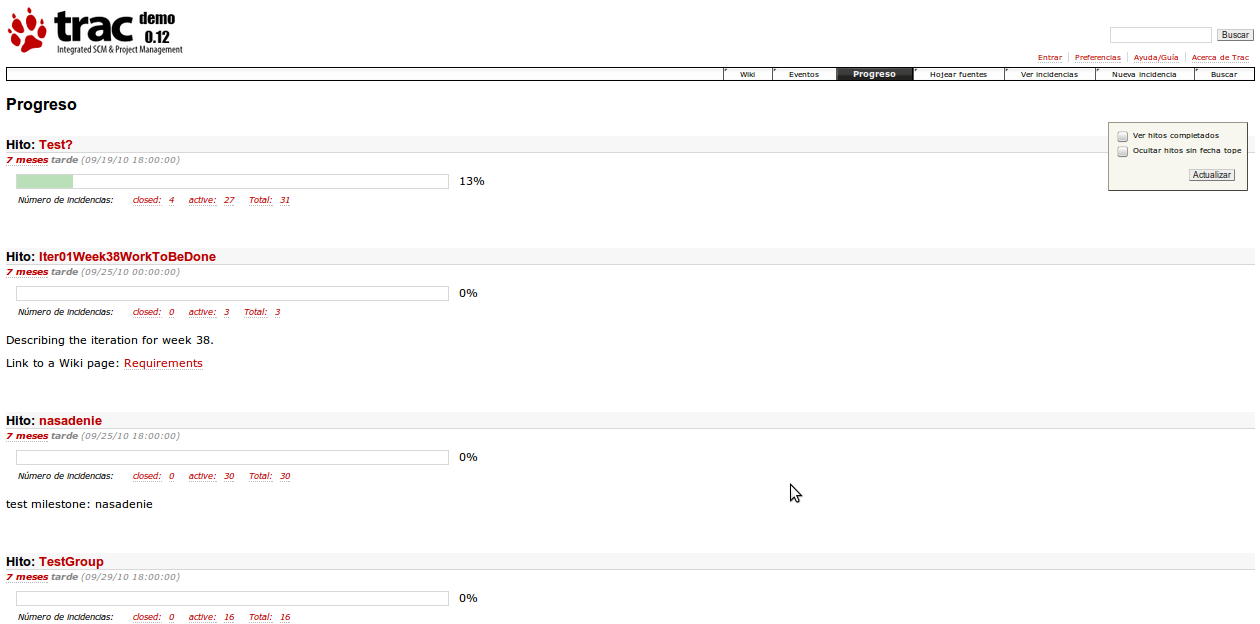 trac demo 0.12
Integrated SCM & Project Management
Buscar
Entrar Preferencias Ayuda/Guía Acerca de Trac
Wiki Eventos Progreso Hojear fuentes Ver incidencias Nueva incidencia Buscar
Progreso
Ver hitos completados
Ocultar hitos sin fecha tope
Actualizar
Hito: Test?
7 meses tarde (09/19/10 18:00:00)
13%
Número de incidencias: closed: 4 active: 27 Total: 31
Hito: Iter01Week38WorkToBeDone
7 meses tarde (09/25/10 00:00:00)
0%
Número de incidencias: closed: 0 active: 3 Total: 3
Describing the iteration for week 38.
Link to a Wiki page: Requirements
Hito: nasadenie
7 meses tarde (09/25/10 18:00:00)
0%
Número de incidencias: closed: 0 active: 30 Total: 30
test milestone: nasadenie
Hito: TestGroup
7 meses tarde (09/29/10 18:00:00)
0%
Número de incidencias: closed: 0 active: 16 Total: 16